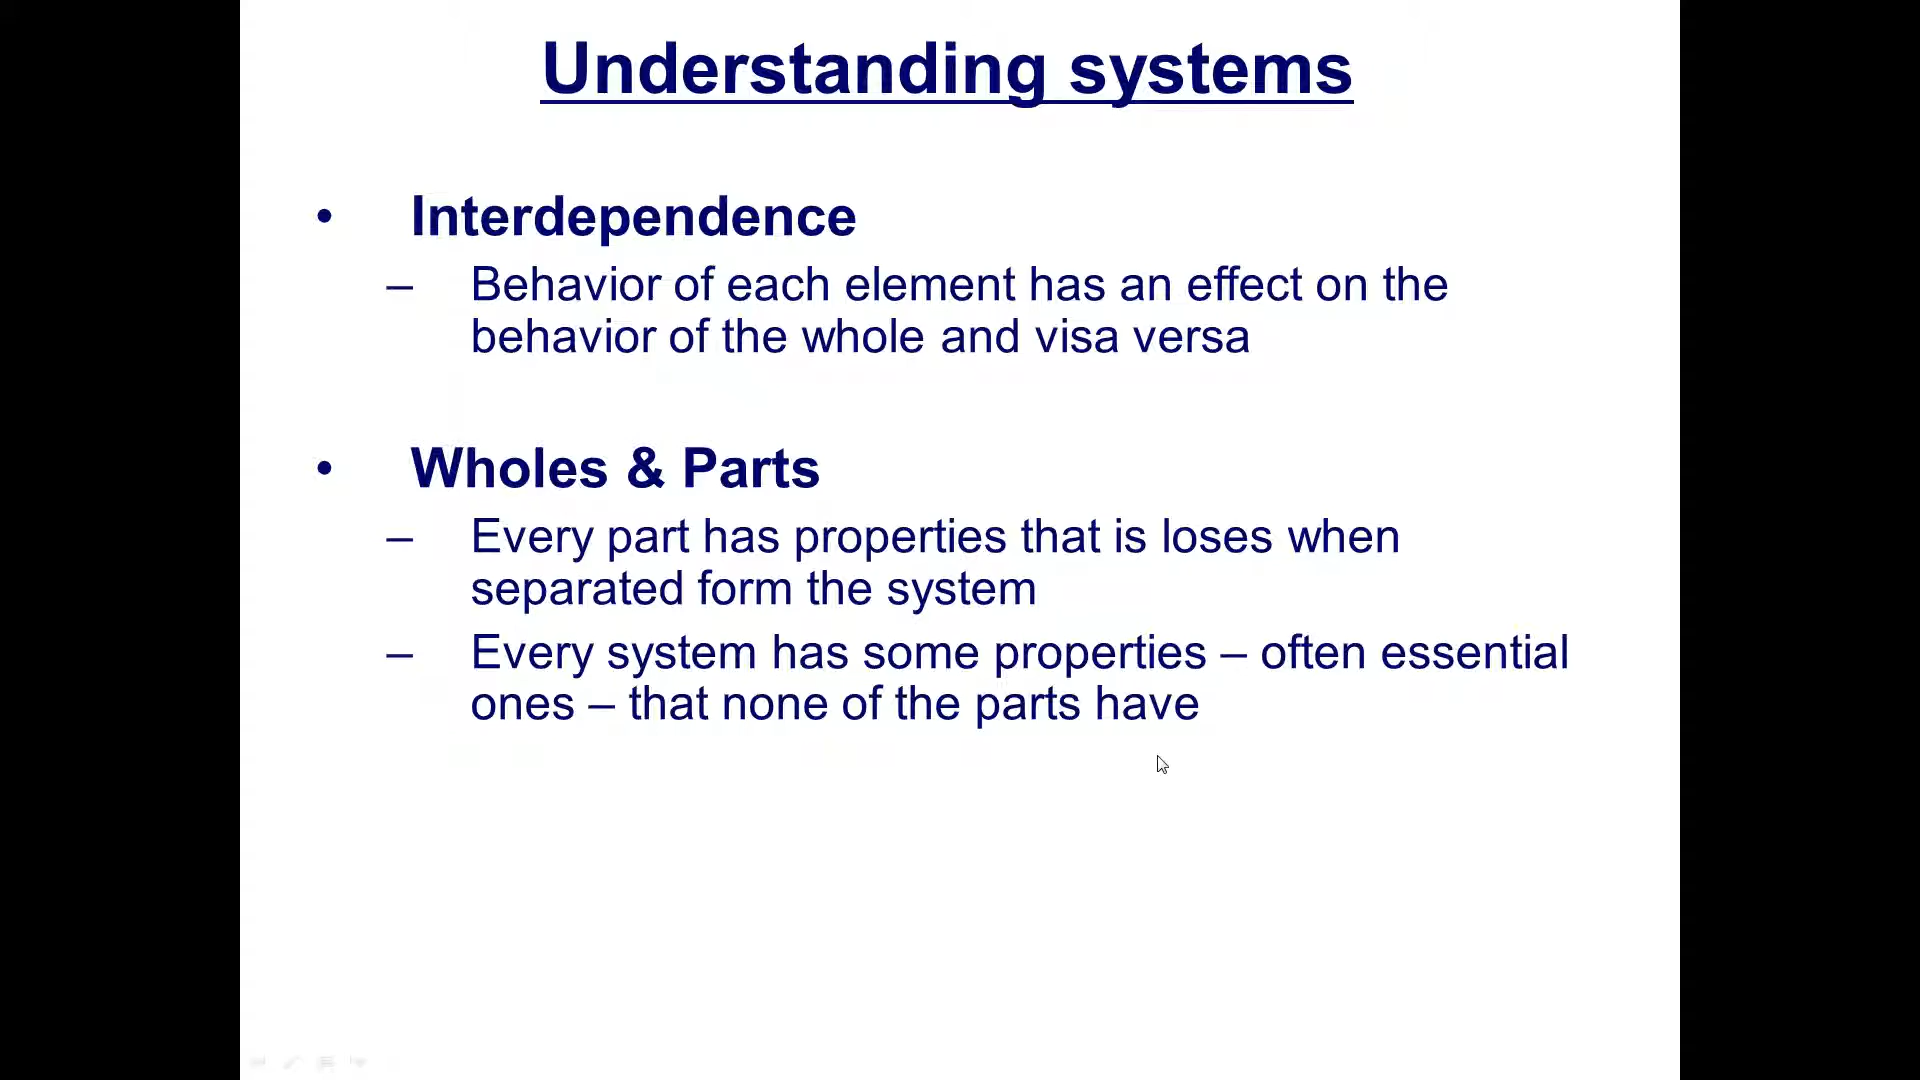 Understanding systems
• Interdependence
– Behavior of each element has an effect on the
behavior of the whole and visa versa
• Wholes & Parts
– Every part has properties that is loses when
separated form the system
– Every system has some properties – often essential
ones – that none of the parts have